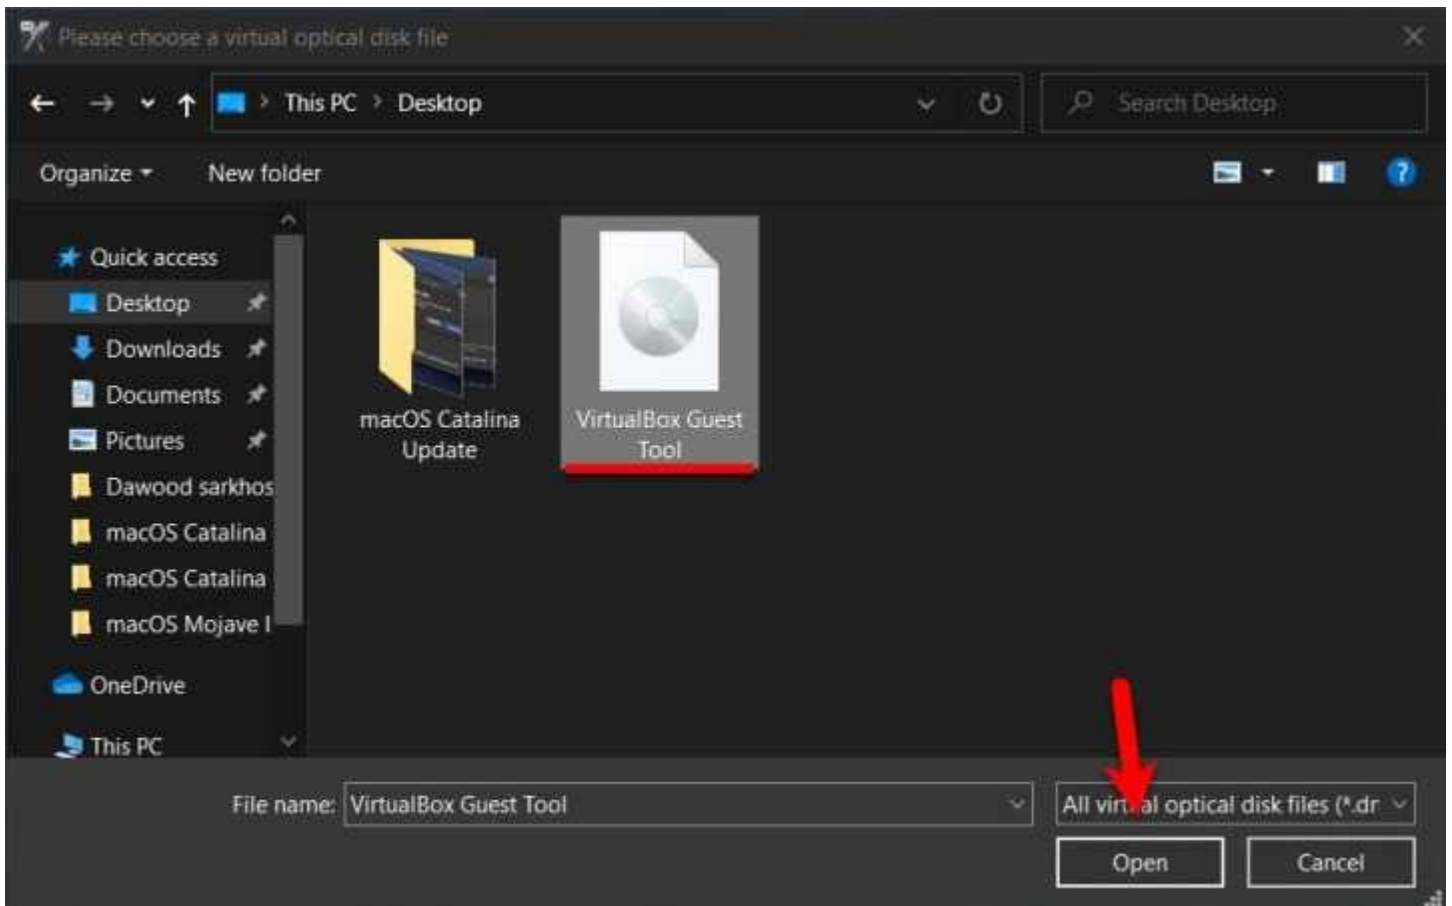 Please choose a virtual optical disk file
This PC > Desktop
Search Desktop
Organize
New folder
Quick access
Desktop
Downloads
Documents
Pictures
Dawood sarkhos
macOS Catalina
macOS Catalina
macOS Mojave I
OneDrive
This PC
macOS Catalina
Update
VirtualBox Guest
Tool
File name:
VirtualBox Guest Tool
All virtual optical disk files (*.dr
Open
Cancel